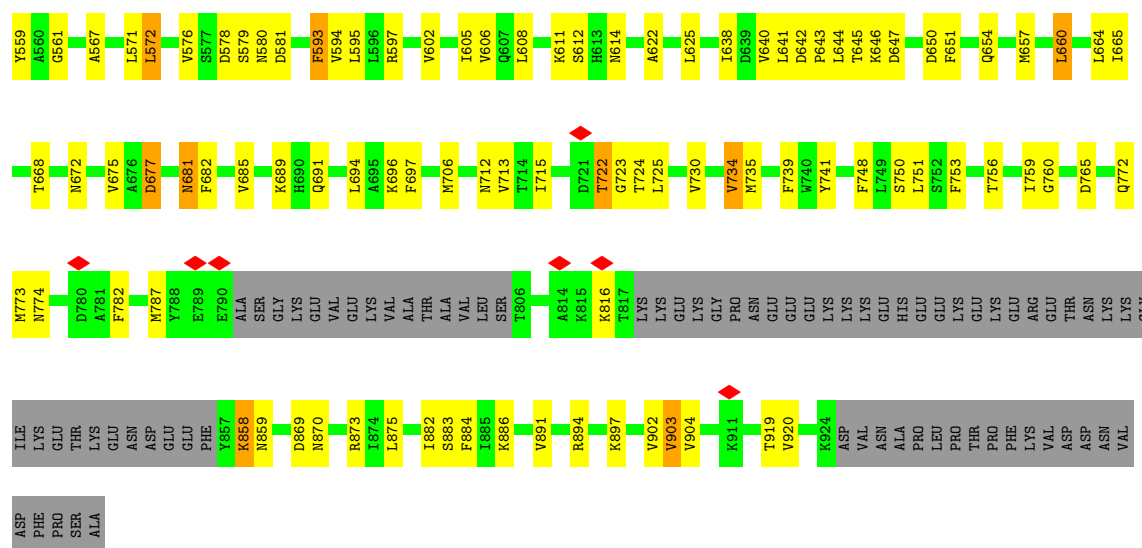 Y559 A560 G561 A567 L571 L572 V576 S577 D578 S579 N580 D581 F593 V594 L595 L596 R597 V602 I605 V606 Q607 L608 K611 S612 H613 N614 A622 L625 I638 D639 V640 L641 D642 P643 L644 T645 K646 D647 D650 F651 Q654 M657 L660 L664 I665
T668 N672 V675 A676 D677 N681 F682 V685 K689 H690 Q691 L694 A695 K696 F697 M706 N712 V713 T714 I715 D721 T722 G723 T724 L725 V730 V734 M735 F739 W740 Y741 F748 L749 S750 L751 S752 F753 T756 I759 G760 D765 Q772
M773 N774 D780 A781 F782 M787 Y788 E789 E790 ALA SER GLY LYS GLU VAL GLU LYS VAL ALA THR ALA VAL LEU SER T806 A814 K815 K816 T817 LYS LYS GLU LYS GLY PRO ASN GLU GLU GLU LYS LYS LYS GLU HIS GLU GLU LYS GLU LYS GLU ARG GLU THR ASN LYS LYS
ILE LYS GLU THR LYS GLU ASN ASP GLU GLU PHE Y857 K858 N859 D869 N870 R873 I874 L875 I882 S883 F884 I885 K886 V891 R894 K897 V902 V903 V904 K911 T919 V920 K924 ASP VAL ASN ALA PRO LEU PRO THR PRO PHE LYS VAL ASP ASP ASN VAL
ASP PHE PRO SER ALA